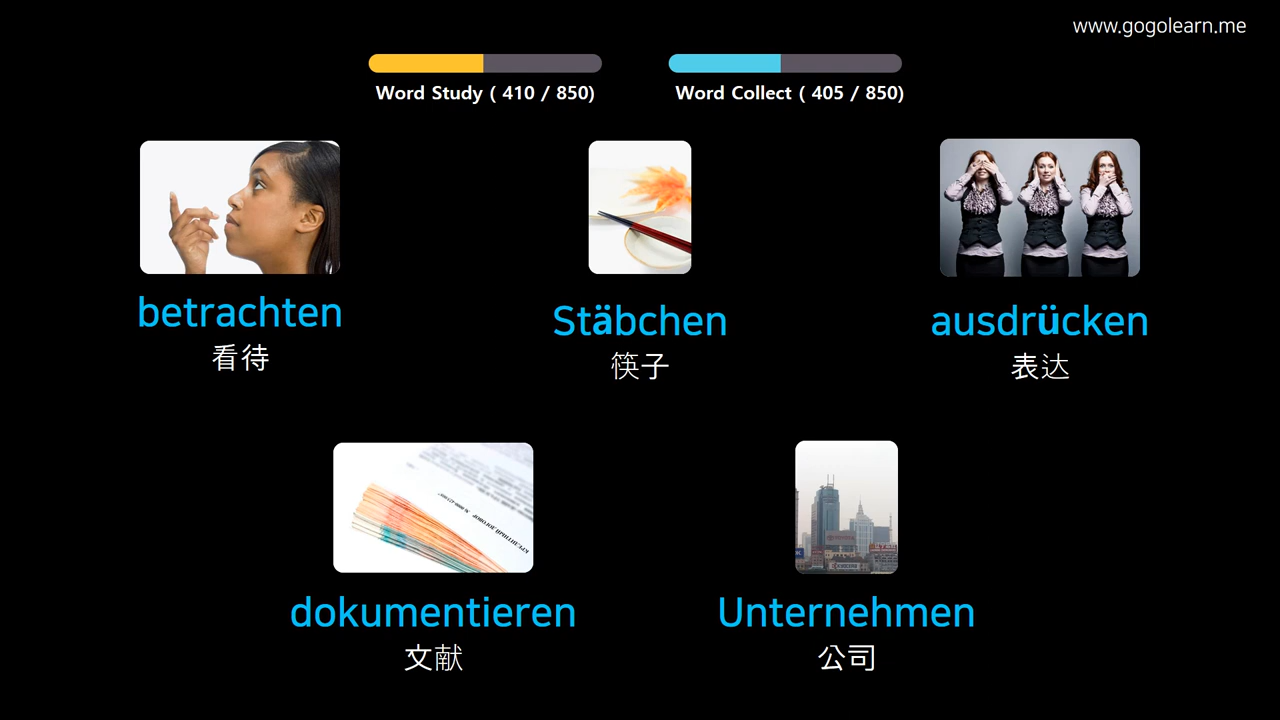 www.gogolearn.me
Word Study ( 410 / 850)
Word Collect ( 405 / 850)
betrachten
看待
Stäbchen
筷子
ausdrücken
表达
dokumentieren
文献
Unternehmen
公司